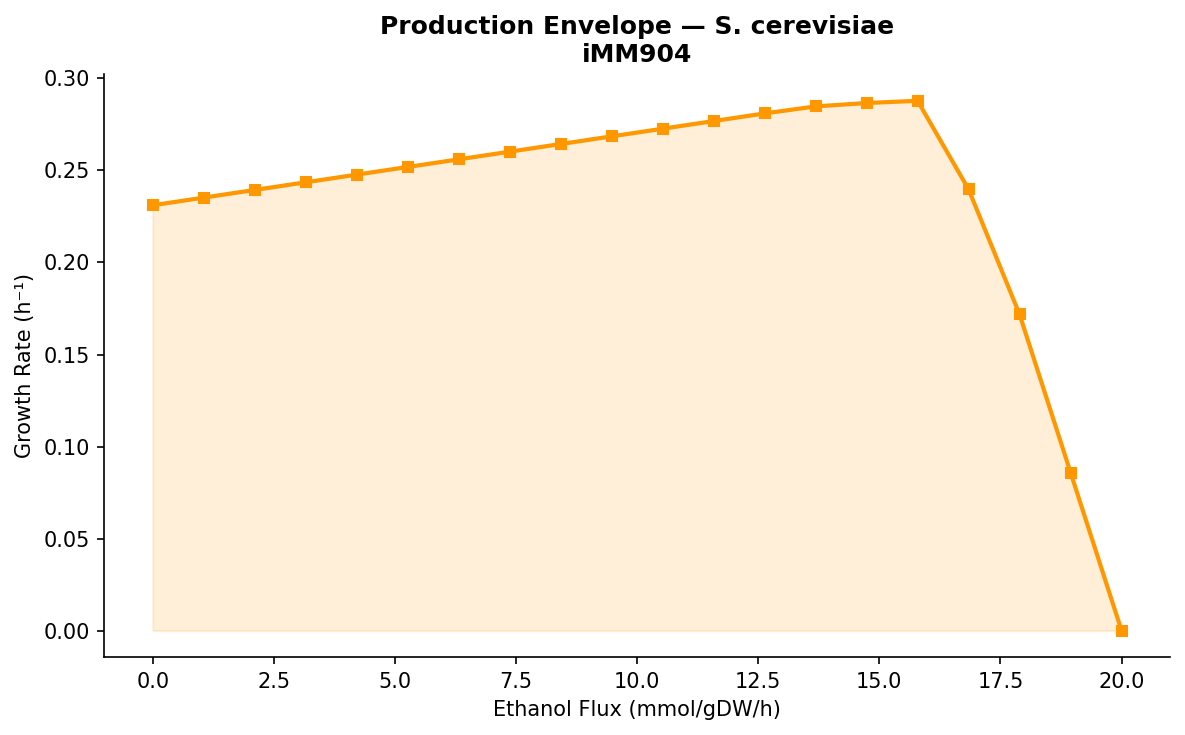 Production Envelope — S. cerevisiae
iMM904
0.30
0.25
0.20
0.15
0.10
0.05
0.00
Growth Rate (h⁻¹)
0.0 2.5 5.0 7.5 10.0 12.5 15.0 17.5 20.0
Ethanol Flux (mmol/gDW/h)